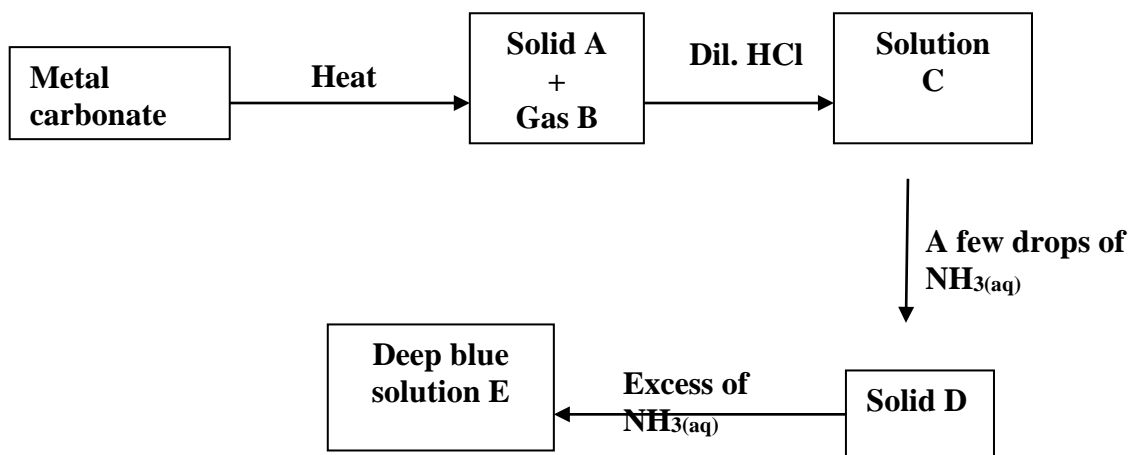 Metal
carbonate
Heat
Solid A
+
Gas B
Dil. HCl
Solution
C
A few drops of
NH3(aq)
Solid D
Excess of
NH3(aq)
Deep blue
solution E